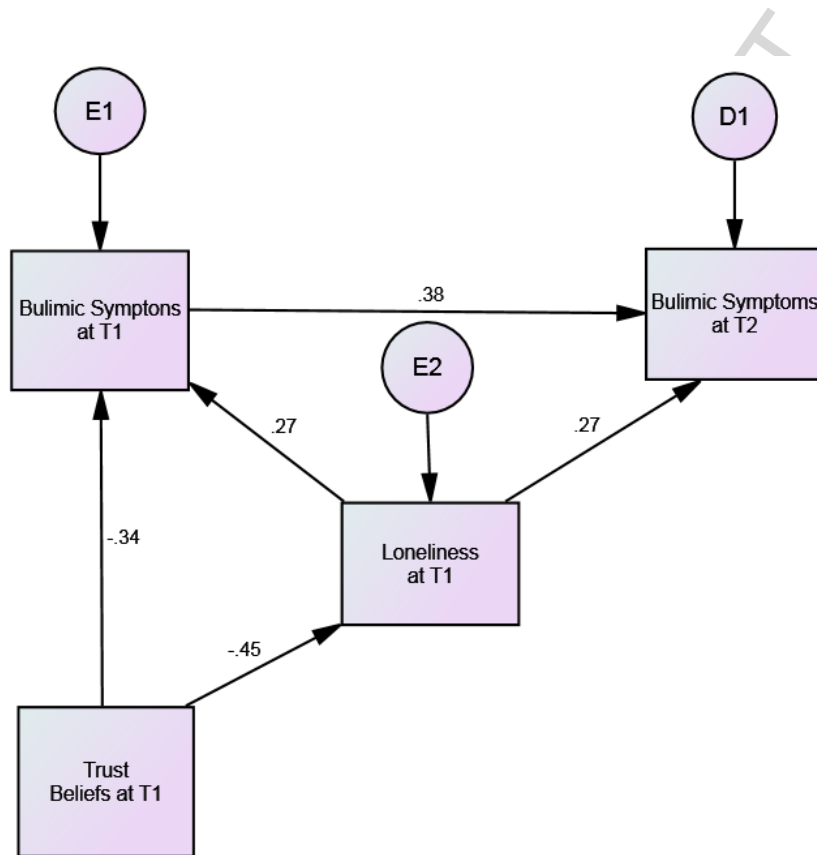 E1
D1
Bulimic Symptons
at T1
.38
Bulimic Symptoms
at T2
E2
.27
.27
-.34
Loneliness
at T1
-.45
Trust
Beliefs at T1